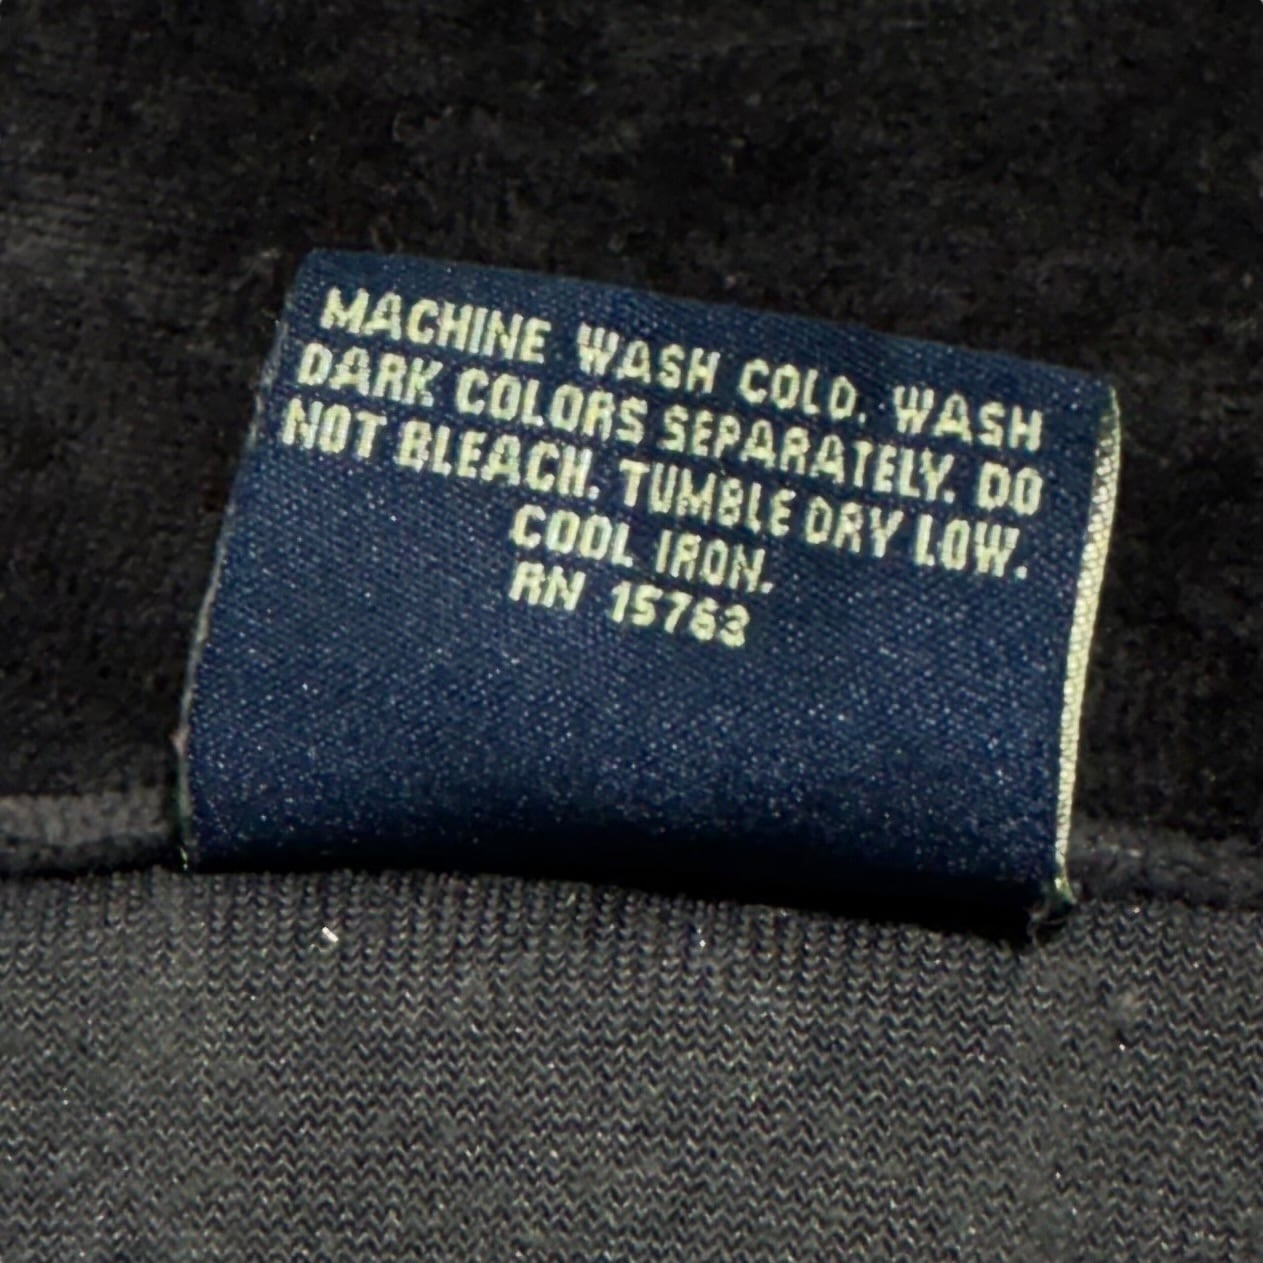 MACHINE WASH COLD. WASH
DARK COLORS SEPARATELY. DO
NOT BLEACH. TUMBLE DRY LOW.
COOL IRON.
RN 15763